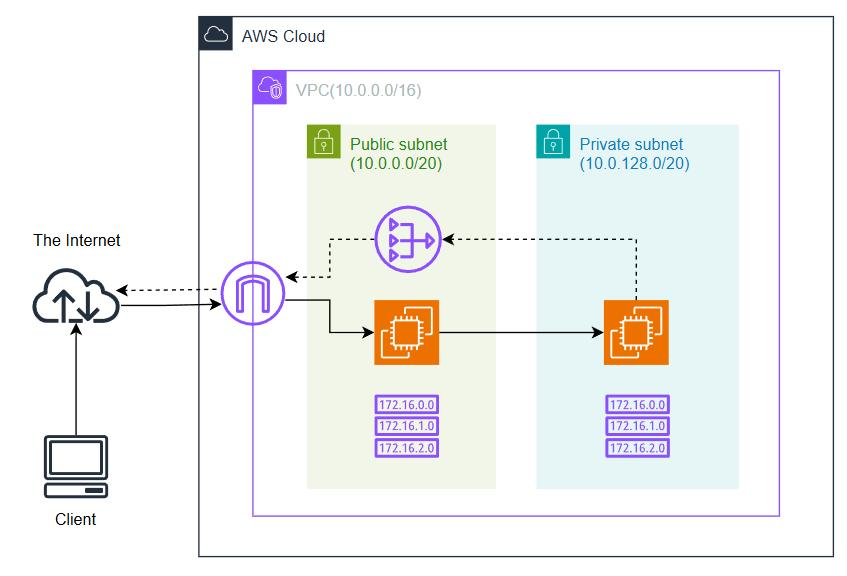 AWS Cloud
VPC(10.0.0.0/16)
Public subnet
(10.0.0.0/20)
Private subnet
(10.0.128.0/20)
The Internet
172.16.0.0
172.16.1.0
172.16.2.0
172.16.0.0
172.16.1.0
172.16.2.0
Client